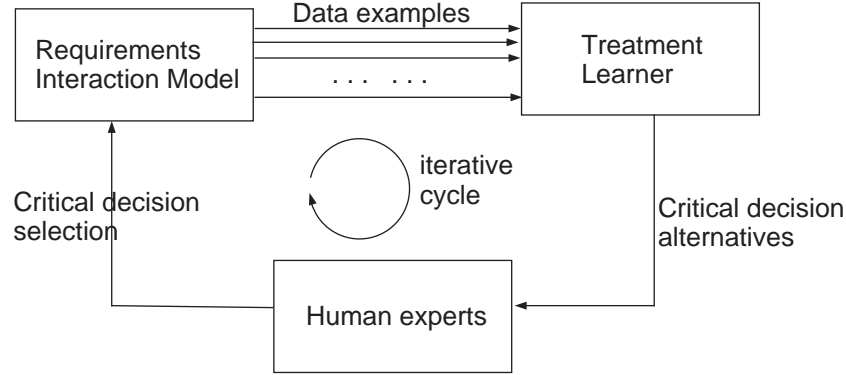 Data examples
Requirements
Interaction Model
Treatment
Learner
. . . . . .
iterative
cycle
Critical decision
selection
Critical decision
alternatives
Human experts